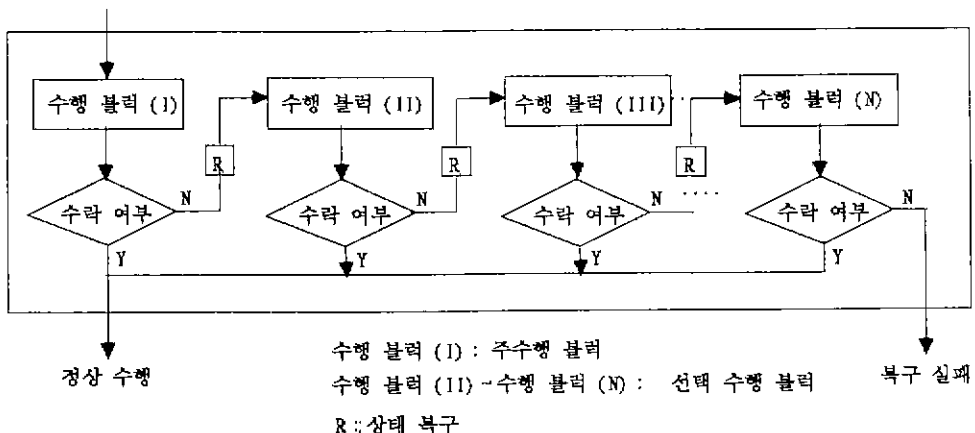 수행 블럭 (I)
수행 블럭 (II)
수행 블럭 (III)
수행 블럭 (N)
R
R
R
수락 여부
N
수락 여부
N
수락 여부
N
수락 여부
N
Y
Y
Y
Y
정상 수행
복구 실패
수행 블럭 (I) : 주수행 블럭
수행 블럭 (II) - 수행 블럭 (N) : 선택 수행 블럭
R : 상태 복구